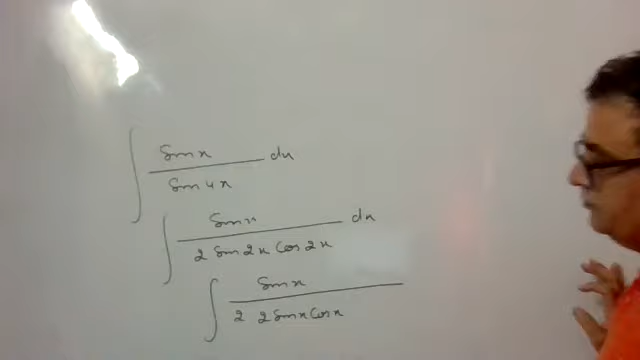 ∫ Sin x / Sin 4x dx
∫ Sin x / 2 Sin 2x Cos 2x dx
∫ Sin x / 2 2 Sin x Cos x